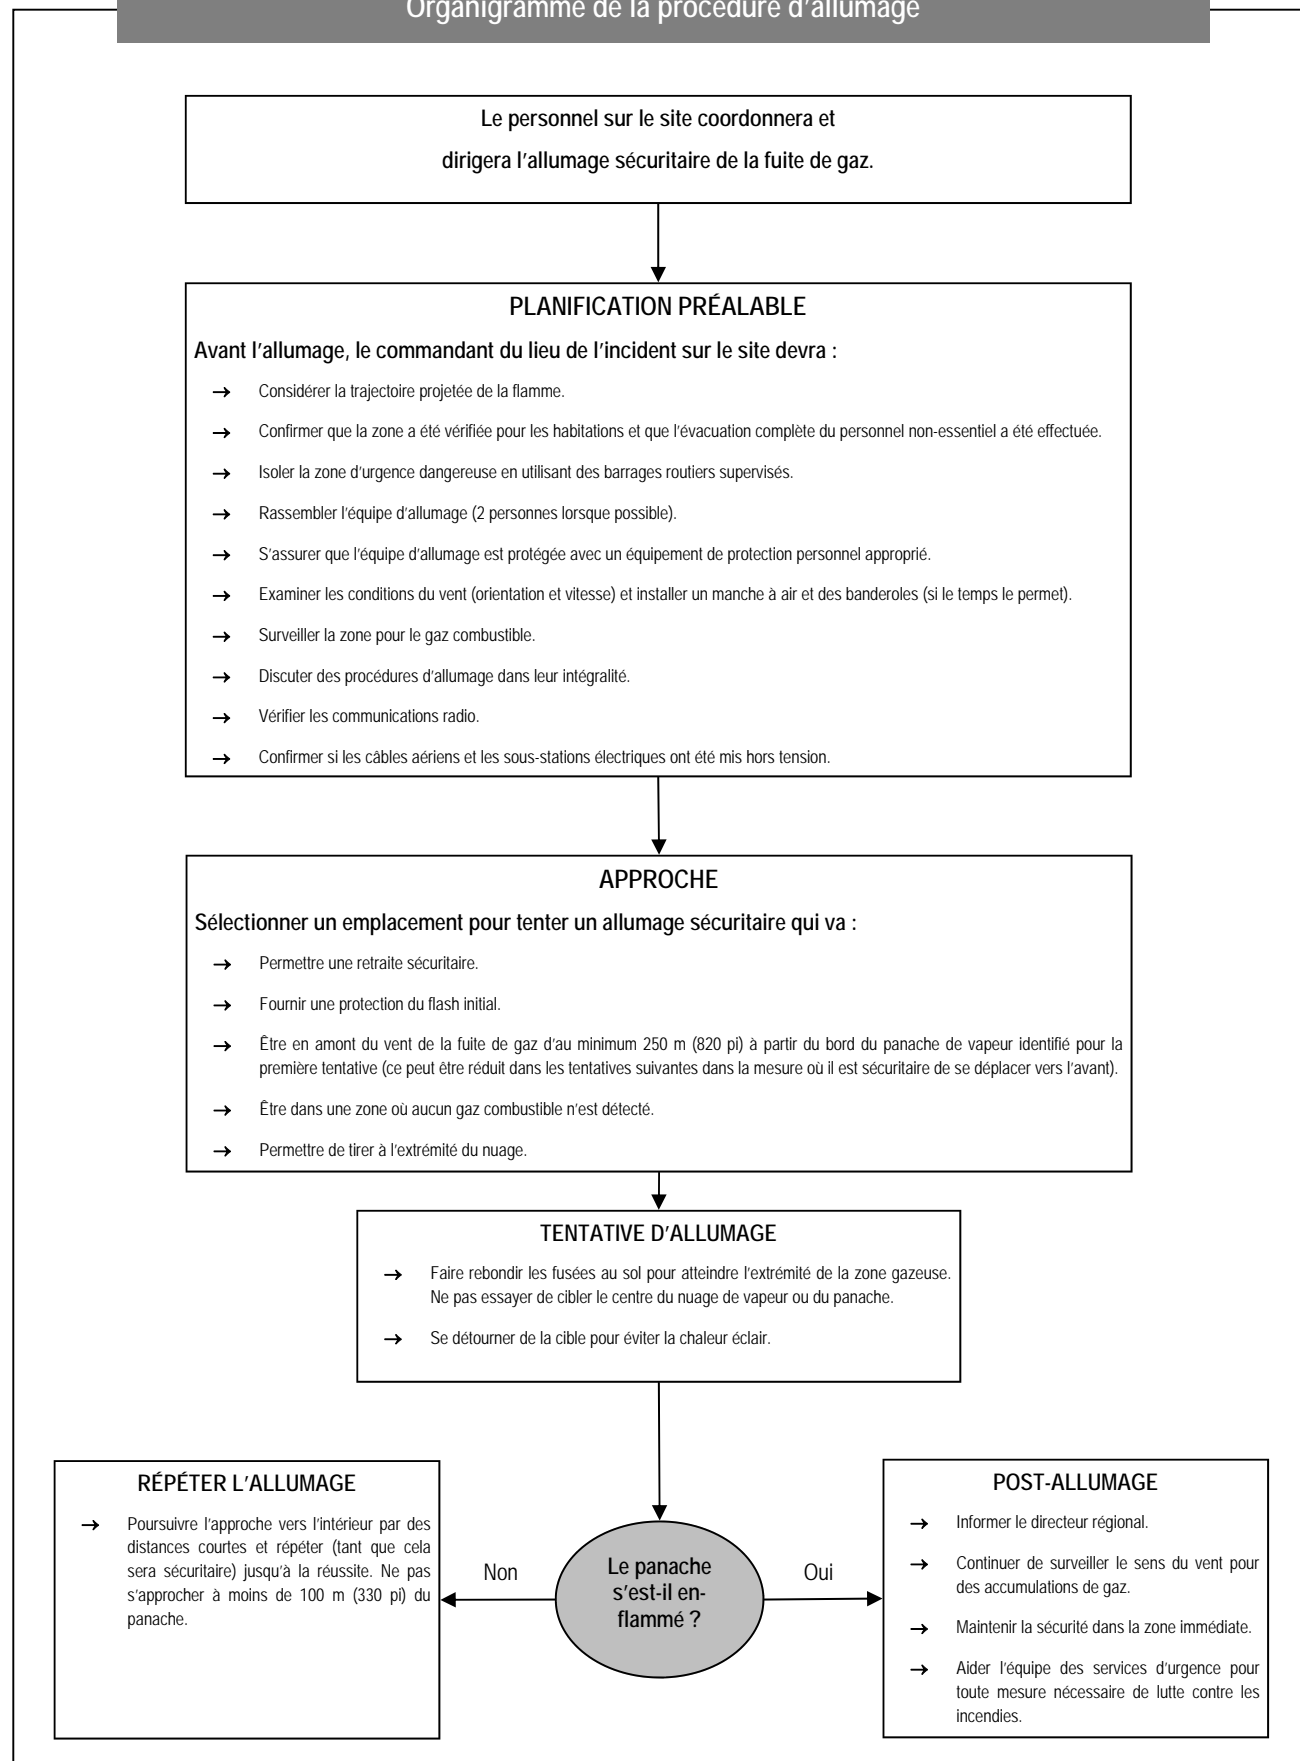 Organigramme de la procédure d'allumage
Le personnel sur le site coordonnera et
dirigera l'allumage sécuritaire de la fuite de gaz.
PLANIFICATION PRÉALABLE
Avant l'allumage, le commandant du lieu de l'incident sur le site devra :
→ Considérer la trajectoire projetée de la flamme.
→ Confirmer que la zone a été vérifiée pour les habitations et que l'évacuation complète du personnel non-essentiel a été effectuée.
→ Isoler la zone d'urgence dangereuse en utilisant des barrages routiers supervisés.
→ Rassembler l'équipe d'allumage (2 personnes lorsque possible).
→ S'assurer que l'équipe d'allumage est protégée avec un équipement de protection personnel approprié.
→ Examiner les conditions du vent (orientation et vitesse) et installer un manche à air et des banderoles (si le temps le permet).
→ Surveiller la zone pour le gaz combustible.
→ Discuter des procédures d'allumage dans leur intégralité.
→ Vérifier les communications radio.
→ Confirmer si les câbles aériens et les sous-stations électriques ont été mis hors tension.
APPROCHE
Sélectionner un emplacement pour tenter un allumage sécuritaire qui va :
→ Permettre une retraite sécuritaire.
→ Fournir une protection du flash initial.
→ Être en amont du vent de la fuite de gaz d'au minimum 250 m (820 pi) à partir du bord du panache de vapeur identifié pour la
première tentative (ce peut être réduit dans les tentatives suivantes dans la mesure où il est sécuritaire de se déplacer vers l'avant).
→ Être dans une zone où aucun gaz combustible n'est détecté.
→ Permettre de tirer à l'extrémité du nuage.
TENTATIVE D'ALLUMAGE
→ Faire rebondir les fusées au sol pour atteindre l'extrémité de la zone gazeuse.
Ne pas essayer de cibler le centre du nuage de vapeur ou du panache.
→ Se détourner de la cible pour éviter la chaleur éclair.
RÉPÉTER L'ALLUMAGE
→ Poursuivre l'approche vers l'intérieur par des
distances courtes et répéter (tant que cela
sera sécuritaire) jusqu'à la réussite. Ne pas
s'approcher à moins de 100 m (330 pi) du
panache.
Non
Le panache
s'est-il en-
flammé ?
Oui
POST-ALLUMAGE
→ Informer le directeur régional.
→ Continuer de surveiller le sens du vent pour
des accumulations de gaz.
→ Maintenir la sécurité dans la zone immédiate.
→ Aider l'équipe des services d'urgence pour
toute mesure nécessaire de lutte contre les
incendies.